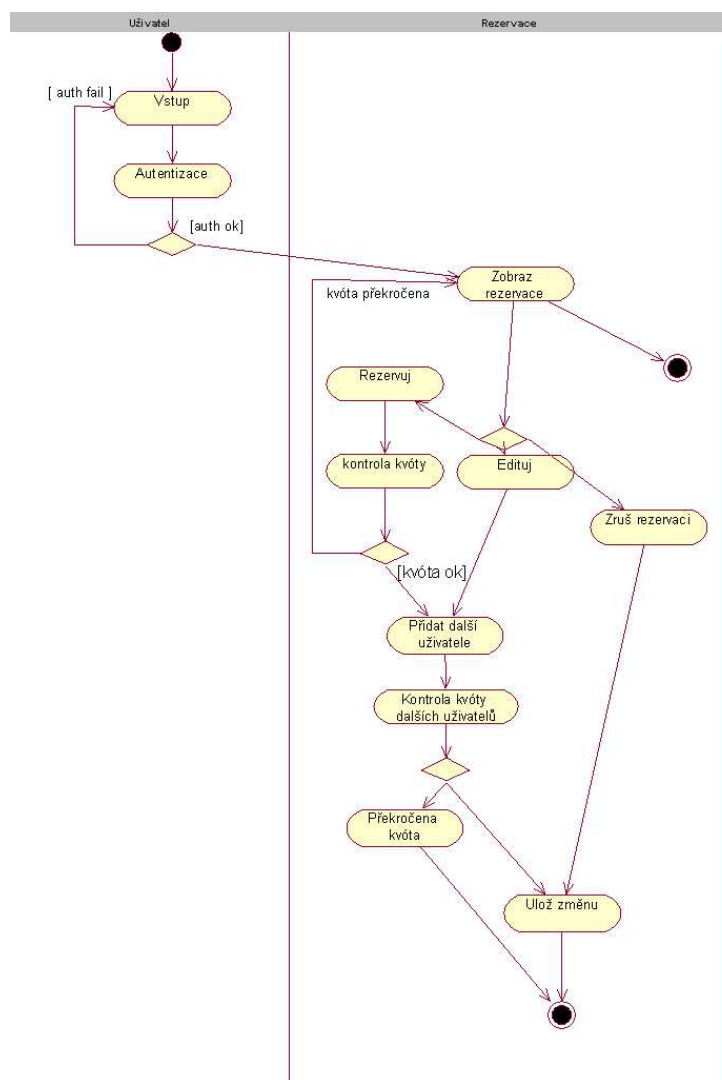 Uživatel
Rezervace
[ auth fail ]
Vstup
Autentizace
[auth ok]
Zobraz
rezervace
kvóta překročena
Rezervuj
kontrola kvóty
Edituj
Zruš rezervaci
[kvóta ok]
Přidat další
uživatele
Kontrola kvóty
dalších uživatelů
Překročena
kvóta
Ulož změnu